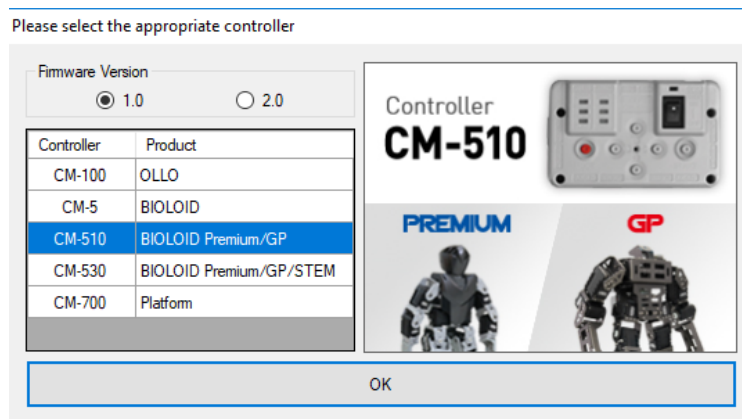 Please select the appropriate controller
Firmware Version
1.0 2.0
Controller Product
CM-100 OLLO
CM-5 BIOLOID
CM-510 BIOLOID Premium/GP
CM-530 BIOLOID Premium/GP/STEM
CM-700 Platform
Controller
CM-510
PREMIUM GP
OK